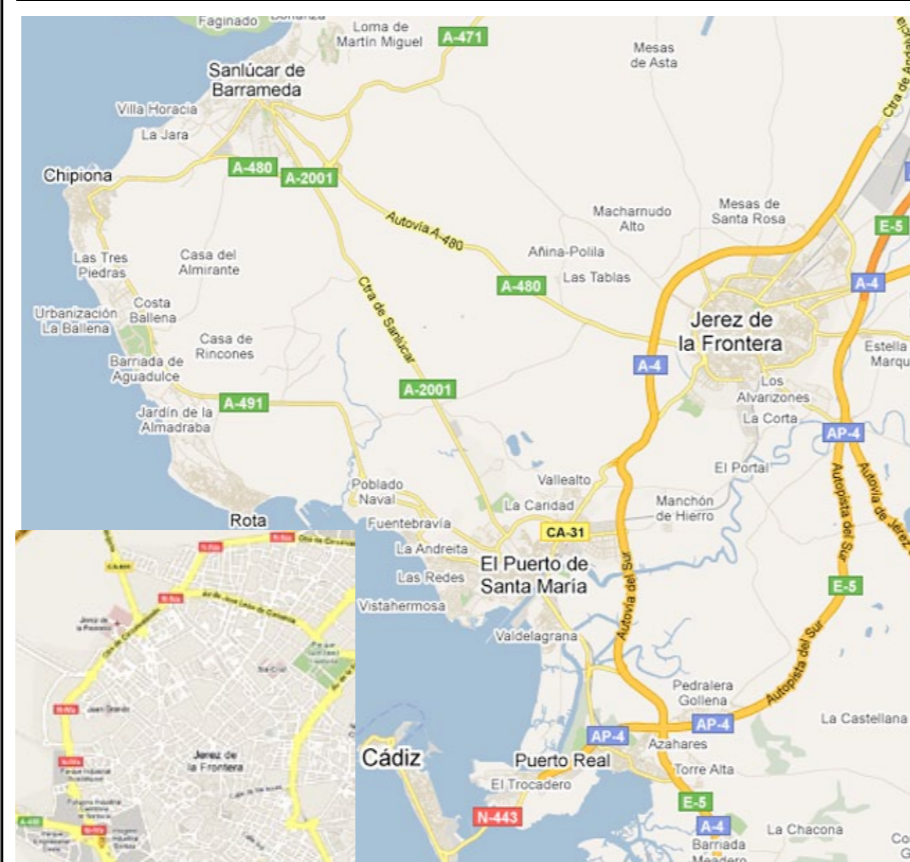 Faginado
Bonanza
Loma de
Martín Miguel
A-471
Mesas
de Asta
Sanlúcar de
Barrameda
Villa Horacia
La Jara
A-480
A-2001
Chipiona
Autovía A-480
Macharnudo
Alto
Mesas de
Santa Rosa
E-5
Las Tres
Piedras
Casa del
Almirante
Añina-Polila
Las Tablas
A-480
A-4
Urbanización
La Ballena
Costa
Ballena
Ctra de Sanlúcar
Jerez de
la Frontera
Casa de
Rincones
Estella
Marqu
Barriada de
Aguadulce
A-4
A-2001
Los
Alvarizones
A-491
Jardín de la
Almadraba
La Corta
AP-4
El Portal
Vallealto
Poblado
Naval
La Caridad
Manchón
de Hierro
Autopista del Sur
Autovía de Jerez
Rota
Fuentebravía
CA-31
La Andreita
El Puerto de
Santa María
Las Redes
Autovía del Sur
E-5
Vistahermosa
Valdelagrana
Autopista del Sur
Pedralera
Gollena
La Castellana
AP-4
AP-4
Azahares
Cádiz
Puerto Real
Torre Alta
El Trocadero
E-5
N-443
A-4
La Chacona
Barriada
Meadero
Jerez de
la Frontera